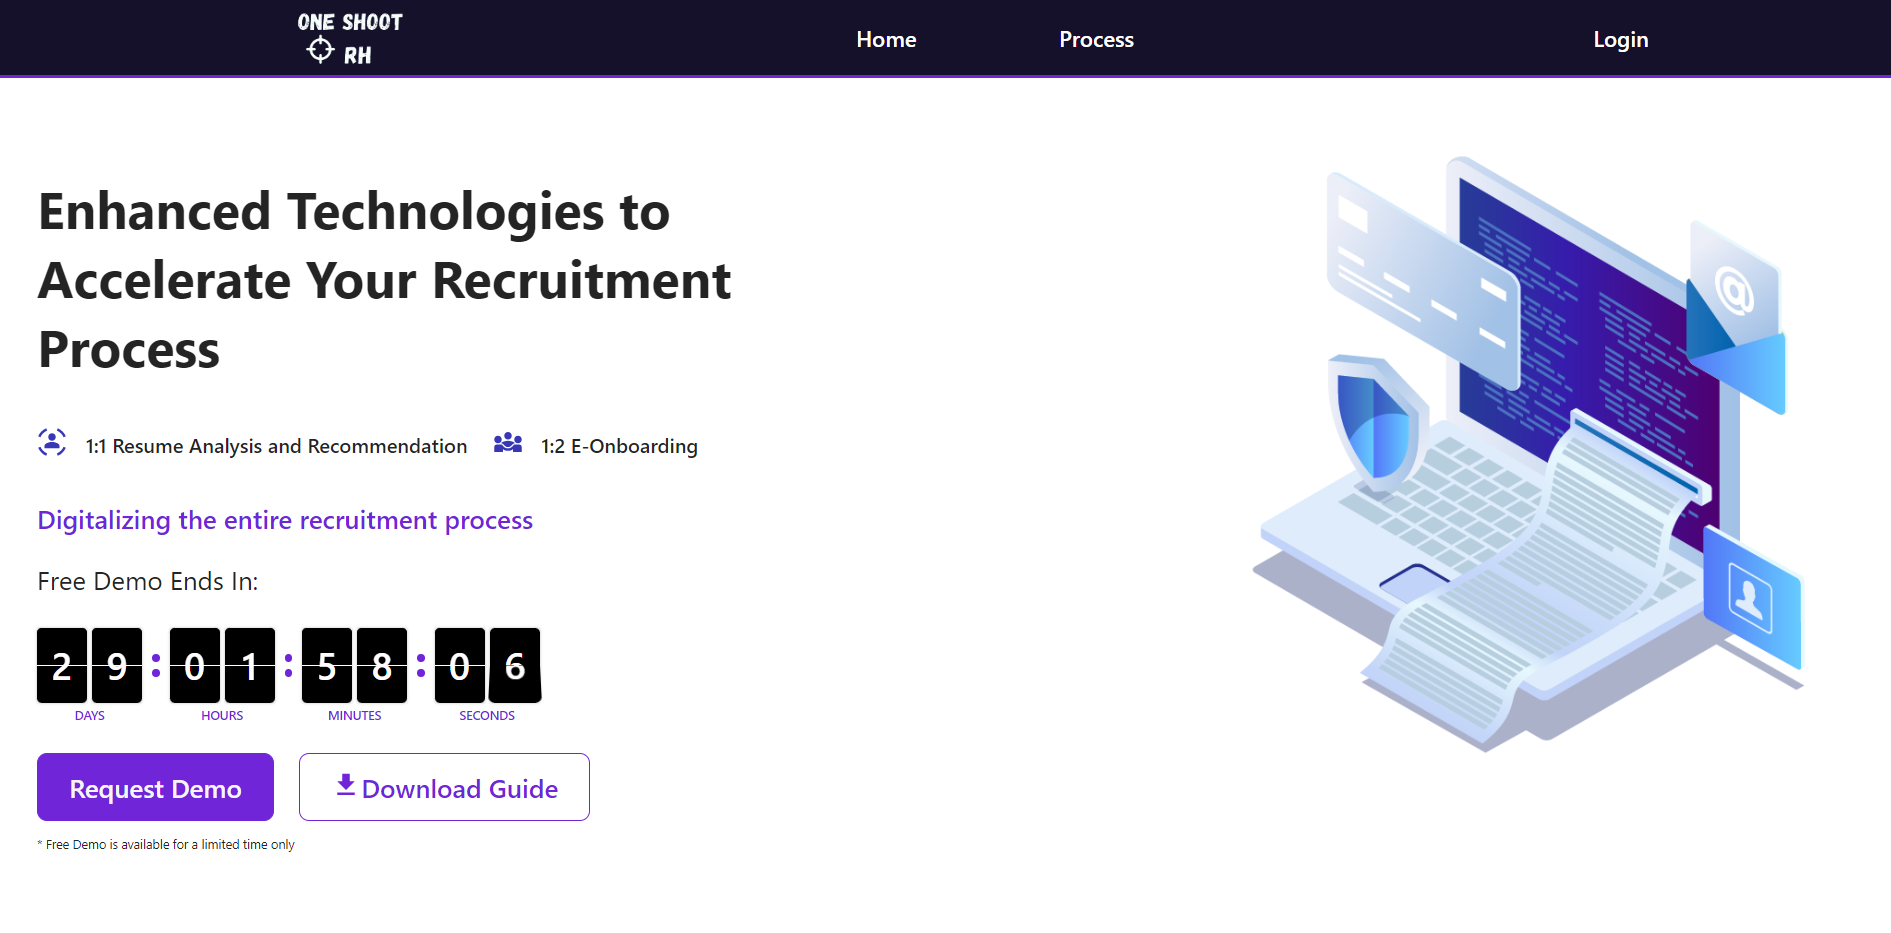 ONE SHOOT
RH
Home
Process
Login
Enhanced Technologies to
Accelerate Your Recruitment
Process
1:1 Resume Analysis and Recommendation
1:2 E-Onboarding
Digitalizing the entire recruitment process
Free Demo Ends In:
29:01:58:06
DAYS HOURS MINUTES SECONDS
Request Demo
Download Guide
* Free Demo is available for a limited time only
@